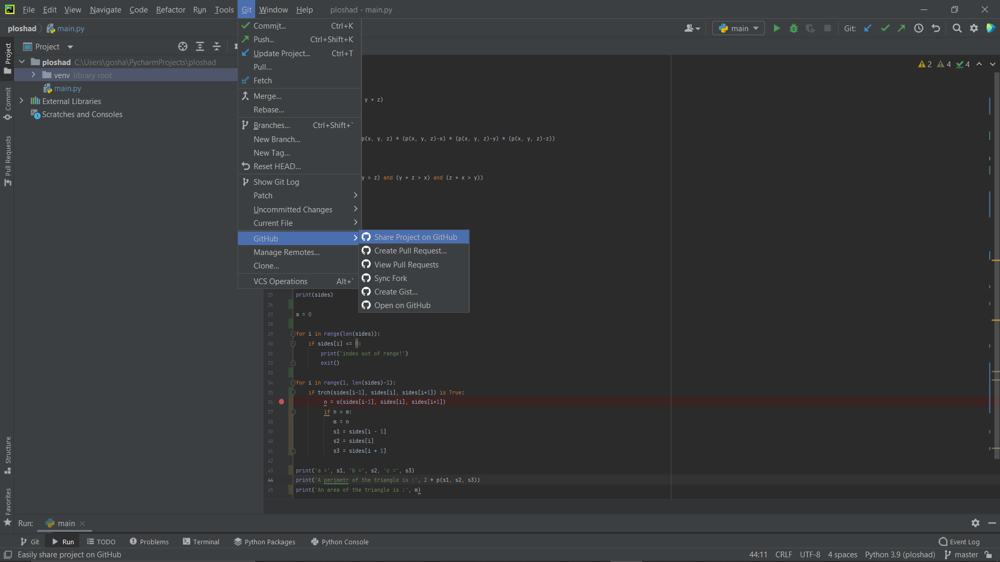 PC File Edit View Navigate Code Refactor Run Tools Git Window Help ploshad - main.py
ploshad main.py main Git:
Project
ploshad C:\Users\gosha\PycharmProjects\ploshad
venv library root
main.py
External Libraries
Scratches and Consoles
Project
Commit
Pull Requests
Structure
Favorites
Commit... Ctrl+K
Push... Ctrl+Shift+K
Update Project... Ctrl+T
Pull...
Fetch
Merge...
Rebase...
Branches... Ctrl+Shift+`
New Branch...
New Tag...
Reset HEAD...
Show Git Log
Patch
Uncommitted Changes
Current File
GitHub
Manage Remotes...
Clone...
VCS Operations Alt+`
Share Project on GitHub
Create Pull Request...
View Pull Requests
Sync Fork
Create Gist...
Open on GitHub
2 4 4
y + z)
p(x, y, z) * (p(x, y, z)-x) * (p(x, y, z)-y) * (p(x, y, z)-z))
y > z) and (y + z > x) and (z + x > y))
25 print(sides)
26
27 m = 0
28
29 for i in range(len(sides)):
30 if sides[i] <= 0:
31 print('index out of range!')
32 exit()
33
34 for i in range(1, len(sides)-1):
35 if trch(sides[i-1], sides[i], sides[i+1]) is True:
36 n = s(sides[i-1], sides[i], sides[i+1])
37 if n > m:
38 m = n
39 s1 = sides[i - 1]
40 s2 = sides[i]
41 s3 = sides[i + 1]
42
43 print('a =', s1, 'b =', s2, 'c =', s3)
44 print('A perimetr of the triangle is :', 2 * p(s1, s2, s3))
45 print('An area of the triangle is :', m)
Run: main
Git Run TODO Problems Terminal Python Packages Python Console Event Log
Easily share project on GitHub 44:11 CRLF UTF-8 4 spaces Python 3.9 (ploshad) master